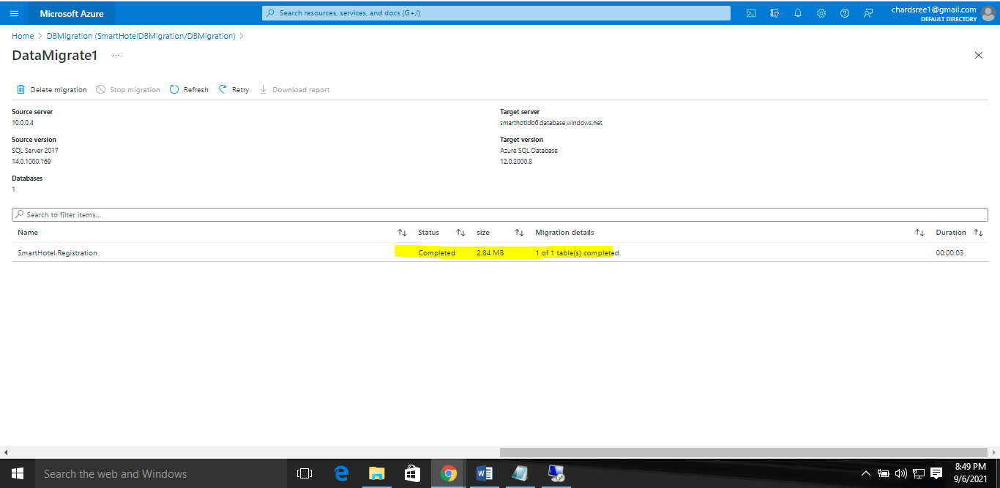 Microsoft Azure
Search resources, services, and docs (G+/)
chardsree1@gmail.com
DEFAULT DIRECTORY
Home > DBMigration (SmartHotelDBMigration/DBMigration) >
DataMigrate1 ...
Delete migration Stop migration Refresh Retry Download report
Source server
10.0.0.4
Source version
SQL Server 2017
14.0.1000.169
Databases
1
Target server
smarthotldb6.database.windows.net
Target version
Azure SQL Database
12.0.2000.8
Search to filter items...
Name Status size Migration details Duration
SmartHotel.Registration Completed 2.84 MB 1 of 1 table(s) completed. 00:00:03
Search the web and Windows
8:49 PM
9/6/2021